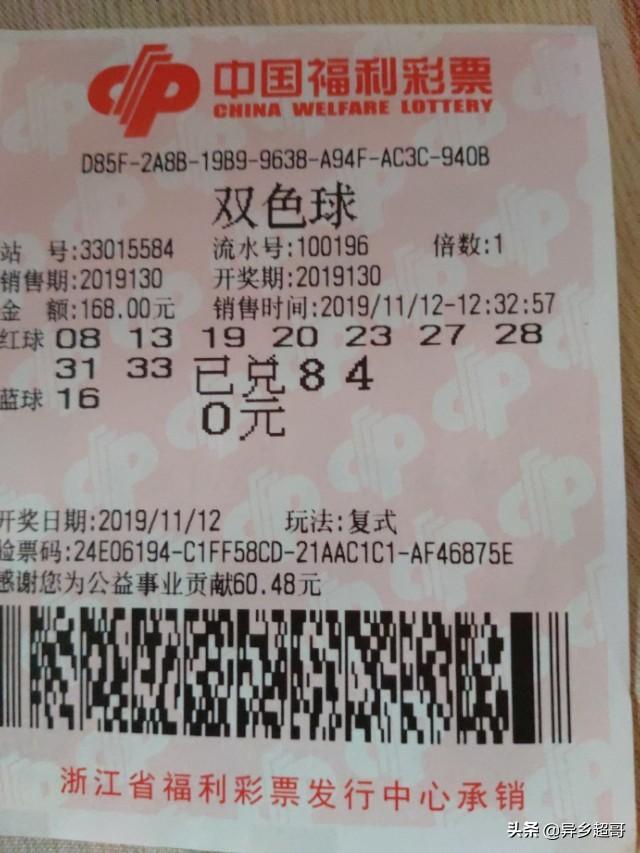 中国福利彩票
CHINA WELFARE LOTTERY
D85F-2A8B-19B9-9638-A94F-AC3C-940B
双色球
站 号:33015584 流水号:100196 倍数:1
销售期:2019130 开奖期:2019130
金 额:168.00元 销售时间:2019/11/12-12:32:57
红球 08 13 19 20 23 27 28
31 33 已兑84
0元
蓝球 16
开奖日期:2019/11/12 玩法:复式
验票码:24E06194-C1FF58CD-21AAC1C1-AF46875E
感谢您为公益事业贡献60.48元
浙江省福利彩票发行中心承销
头条 @异乡超哥